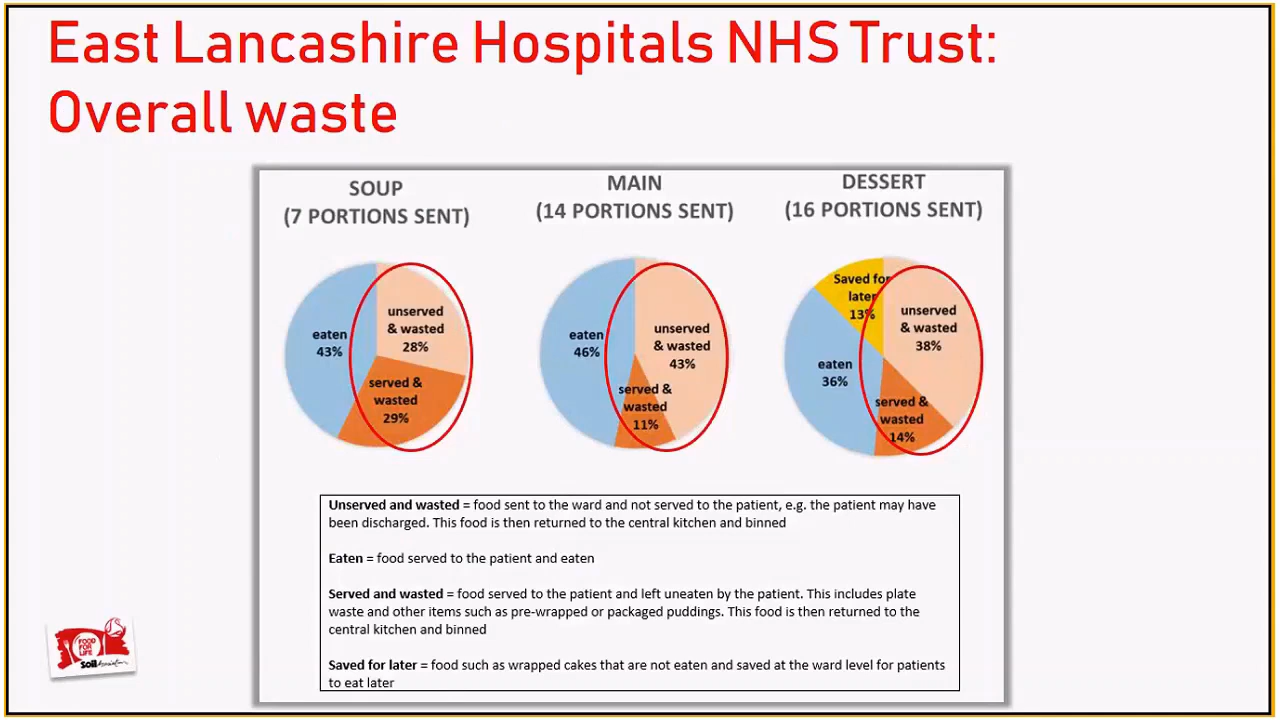 East Lancashire Hospitals NHS Trust:
Overall waste
SOUP
(7 PORTIONS SENT)
eaten
43%
unserved
& wasted
28%
served &
wasted
29%
MAIN
(14 PORTIONS SENT)
eaten
46%
unserved
& wasted
43%
served &
wasted
11%
DESSERT
(16 PORTIONS SENT)
Saved for
later
13%
unserved
& wasted
38%
eaten
36%
served &
wasted
14%
Unserved and wasted = food sent to the ward and not served to the patient, e.g. the patient may have
been discharged. This food is then returned to the central kitchen and binned
Eaten = food served to the patient and eaten
Served and wasted = food served to the patient and left uneaten by the patient. This includes plate
waste and other items such as pre-wrapped or packaged puddings. This food is then returned to the
central kitchen and binned
Saved for later = food such as wrapped cakes that are not eaten and saved at the ward level for patients
to eat later
FOOD
FOR
LIFE
Soil Association